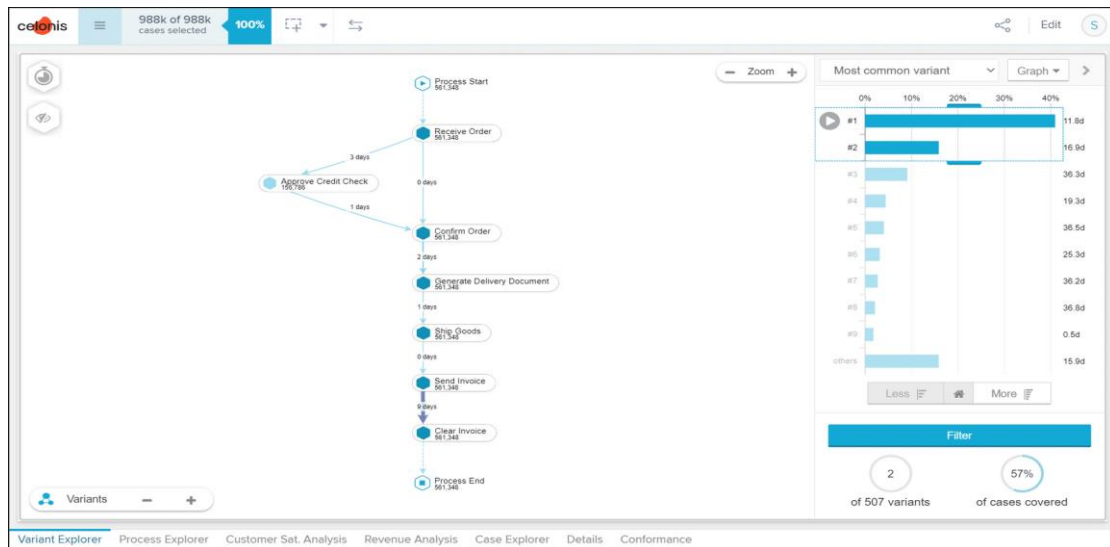 celonis
988k of 988k
cases selected
100%
Edit
S
Process Start
561,348
Receive Order
561,348
3 days
Approve Credit Check
156,786
0 days
1 days
Confirm Order
561,348
2 days
Generate Delivery Document
561,348
1 days
Ship Goods
561,348
0 days
Send Invoice
561,348
9 days
Clear Invoice
561,348
Process End
561,348
Zoom
Variants
Most common variant
Graph
0% 10% 20% 30% 40%
#1 11.8d
#2 16.9d
#3 36.3d
#4 19.3d
#5 36.5d
#6 25.3d
#7 36.2d
#8 36.8d
#9 0.5d
others 15.9d
Less
More
Filter
2
of 507 variants
57%
of cases covered
Variant Explorer Process Explorer Customer Sat. Analysis Revenue Analysis Case Explorer Details Conformance